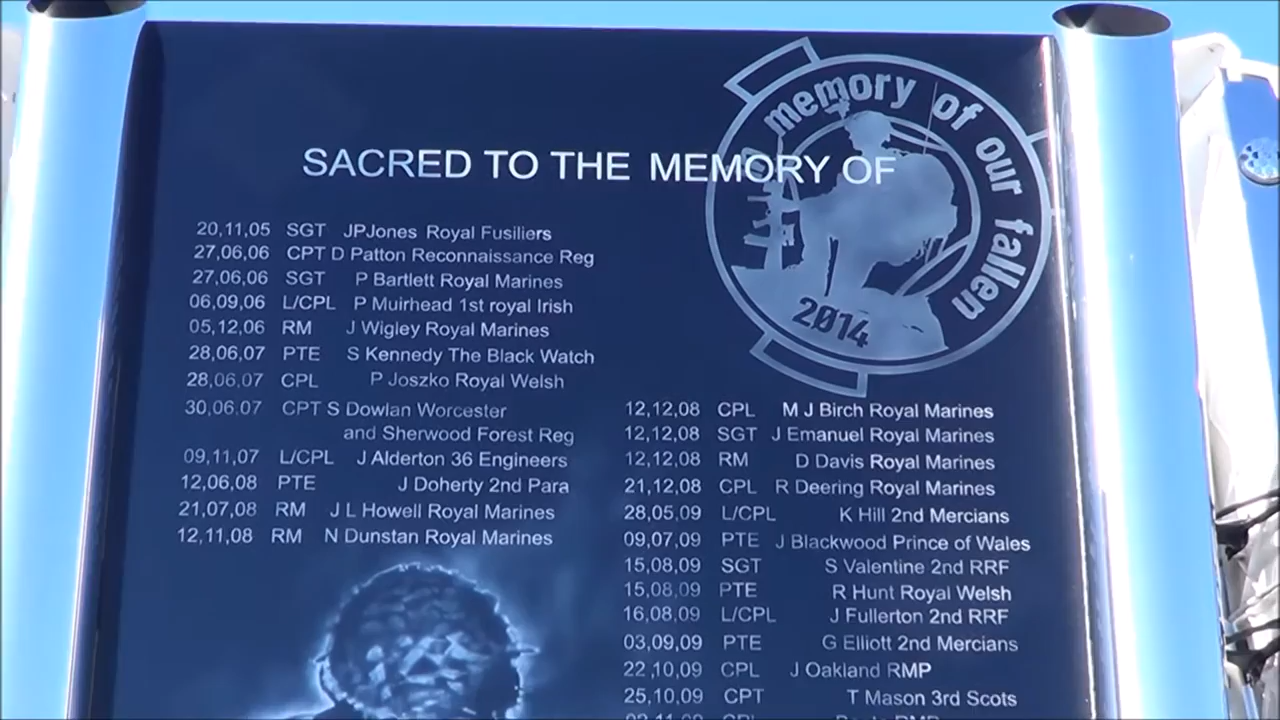 SACRED TO THE MEMORY OF
20,11,05 SGT JPJones Royal Fusiliers
27,06,06 CPT D Patton Reconnaissance Reg
27,06,06 SGT P Bartlett Royal Marines
06,09,06 L/CPL P Muirhead 1st royal Irish
05,12,06 RM J Wigley Royal Marines
28,06,07 PTE S Kennedy The Black Watch
28,06,07 CPL P Joszko Royal Welsh
30,06.07 CPT S Dowlan Worcester
and Sherwood Forest Reg
09,11,07 L/CPL J Alderton 36 Engineers
12,06,08 PTE J Doherty 2nd Para
21,07,08 RM J L Howell Royal Marines
12,11,08 RM N Dunstan Royal Marines
memory of our fallen
2014
12,12,08 CPL M J Birch Royal Marines
12,12,08 SGT J Emanuel Royal Marines
12,12,08 RM D Davis Royal Marines
21,12,08 CPL R Deering Royal Marines
28,05,09 L/CPL K Hill 2nd Mercians
09,07,09 PTE J Blackwood Prince of Wales
15,08,09 SGT S Valentine 2nd RRF
15,08,09 PTE R Hunt Royal Welsh
16,08,09 L/CPL J Fullerton 2nd RRF
03,09,09 PTE G Elliott 2nd Mercians
22,10,09 CPL J Oakland RMP
25,10,09 CPT T Mason 3rd Scots